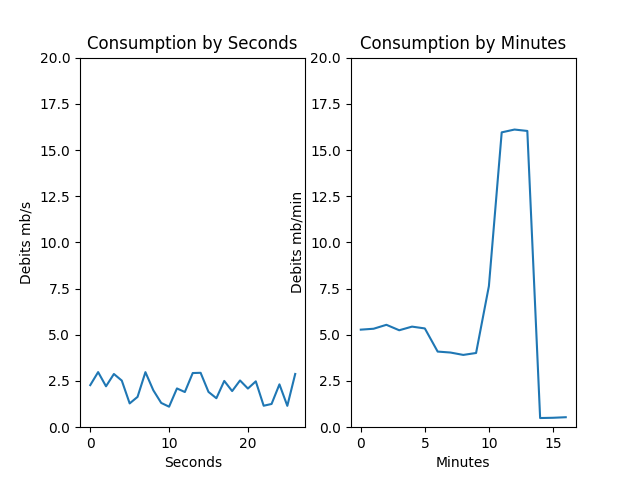 Consumption by Seconds
Debits mb/s
20.0
17.5
15.0
12.5
10.0
7.5
5.0
2.5
0.0
0 10 20
Seconds
Consumption by Minutes
Debits mb/min
20.0
17.5
15.0
12.5
10.0
7.5
5.0
2.5
0.0
0 5 10 15
Minutes